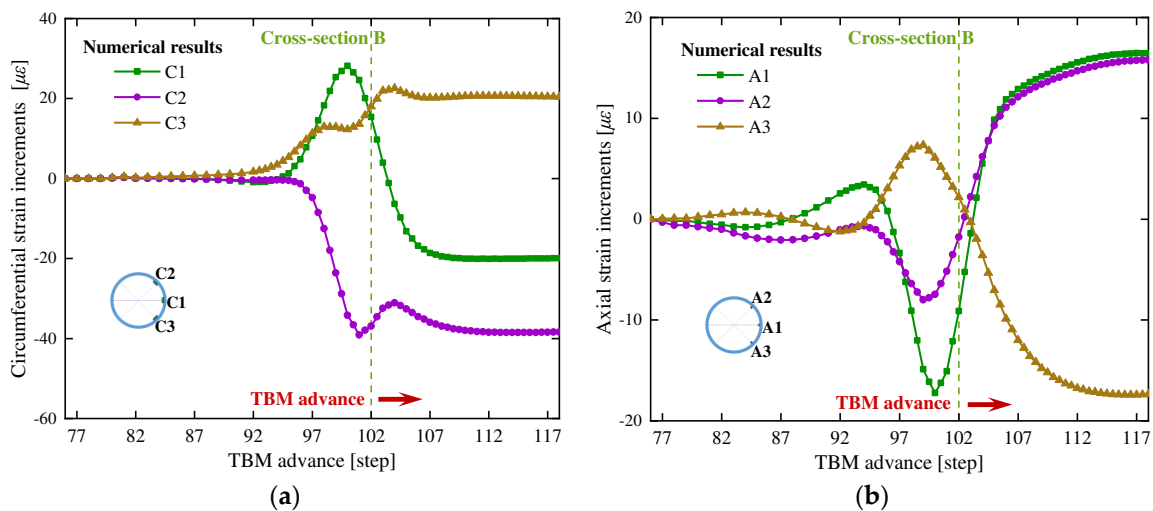 Circumferential strain increments [με]
60
40
20
0
-20
-40
-60
Numerical results
C1
C2
C3
Cross-section B
C2
C1
C3
TBM advance
77 82 87 92 97 102 107 112 117
TBM advance [step]
(a)
Axial strain increments [με]
20
10
0
-10
-20
Numerical results
A1
A2
A3
Cross-section B
A2
A1
A3
TBM advance
77 82 87 92 97 102 107 112 117
TBM advance [step]
(b)